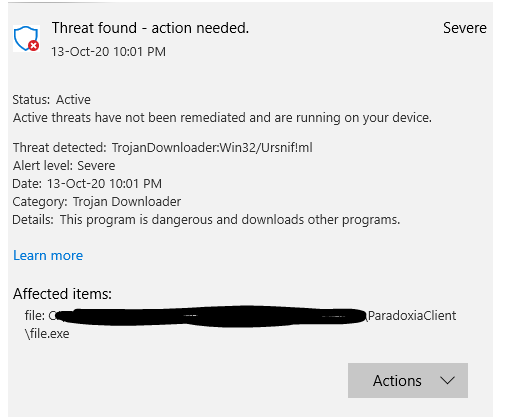 Threat found - action needed.
Severe
13-Oct-20 10:01 PM
Status: Active
Active threats have not been remediated and are running on your device.
Threat detected: TrojanDownloader:Win32/Ursnif!ml
Alert level: Severe
Date: 13-Oct-20 10:01 PM
Category: Trojan Downloader
Details: This program is dangerous and downloads other programs.
Learn more
Affected items:
file: C \ParadoxiaClient
\file.exe
Actions